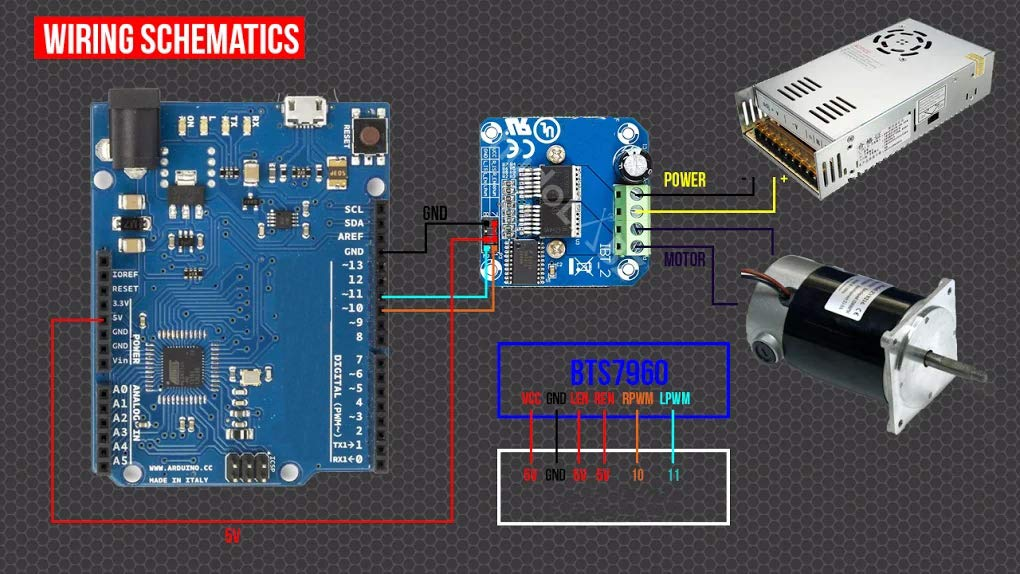 WIRING SCHEMATICS
ON
L
TX
RX
RESET
SCL
SDA
AREF
GND
~13
12
~11
~10
~9
8
7
~6
~5
~4
~3
2
TX1→1
RX1←0
DIGITAL (PWM~)
IOREF
RESET
3.3V
5V
GND
GND
Vin
POWER
A0
A1
A2
A3
A4
A5
ANALOG IN
WWW.ARDUINO.CC
MADE IN ITALY
ICSP
GND
5V
IBT_2
POWER
- +
MOTOR
BTS7960
VCC GND LEN REN RPWM LPWM
5V GND 5V 5V 10 11